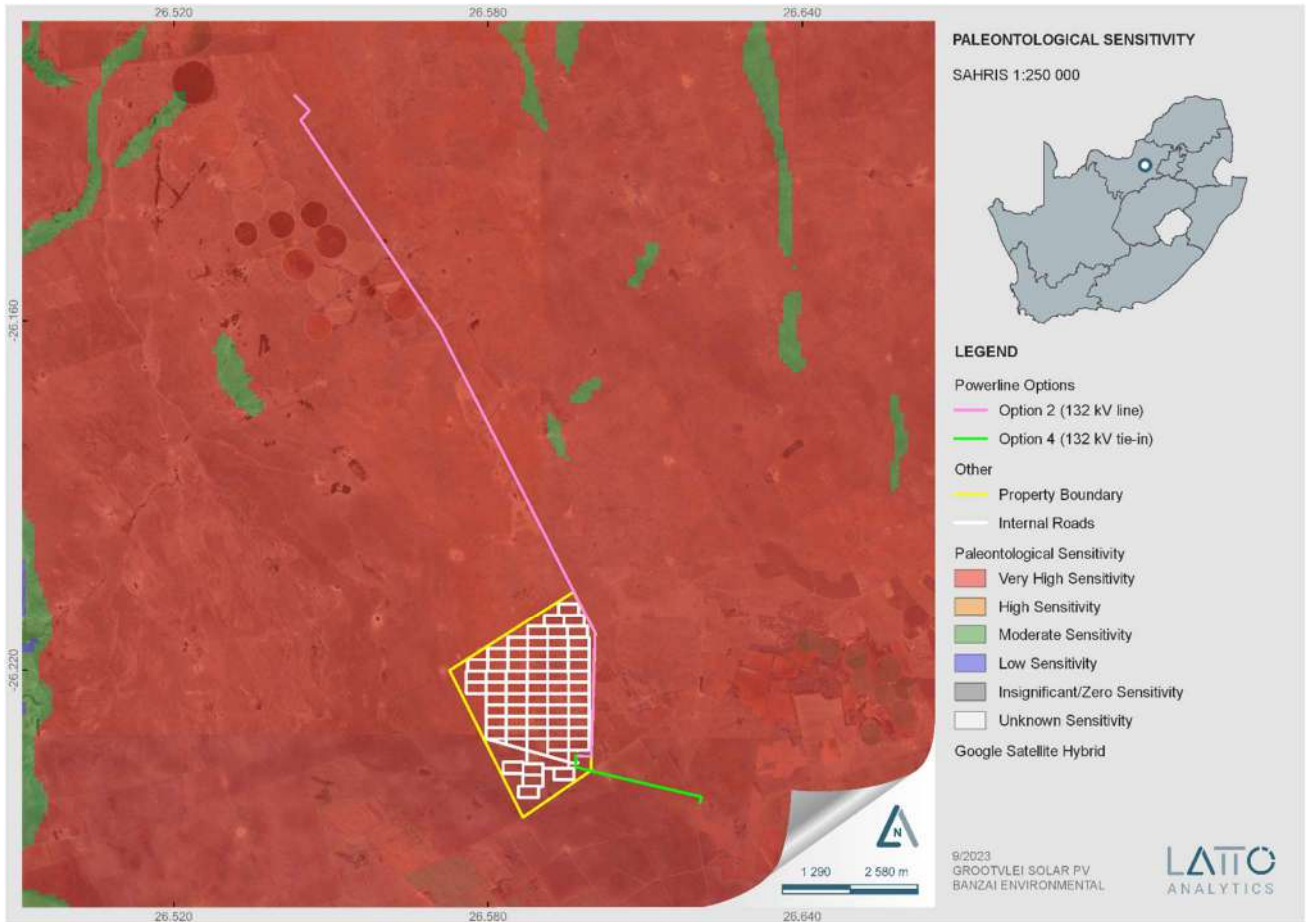 26.520
26.580
26.640
-26.160
-26.220
26.520
26.580
26.640
PALEONTOLOGICAL SENSITIVITY
SAHRIS 1:250 000
LEGEND
Powerline Options
Option 2 (132 kV line)
Option 4 (132 kV tie-in)
Other
Property Boundary
Internal Roads
Paleontological Sensitivity
Very High Sensitivity
High Sensitivity
Moderate Sensitivity
Low Sensitivity
Insignificant/Zero Sensitivity
Unknown Sensitivity
Google Satellite Hybrid
N
1 290
2 580 m
9/2023
GROOTVLEI SOLAR PV
BANZAI ENVIRONMENTAL
LATTO
ANALYTICS